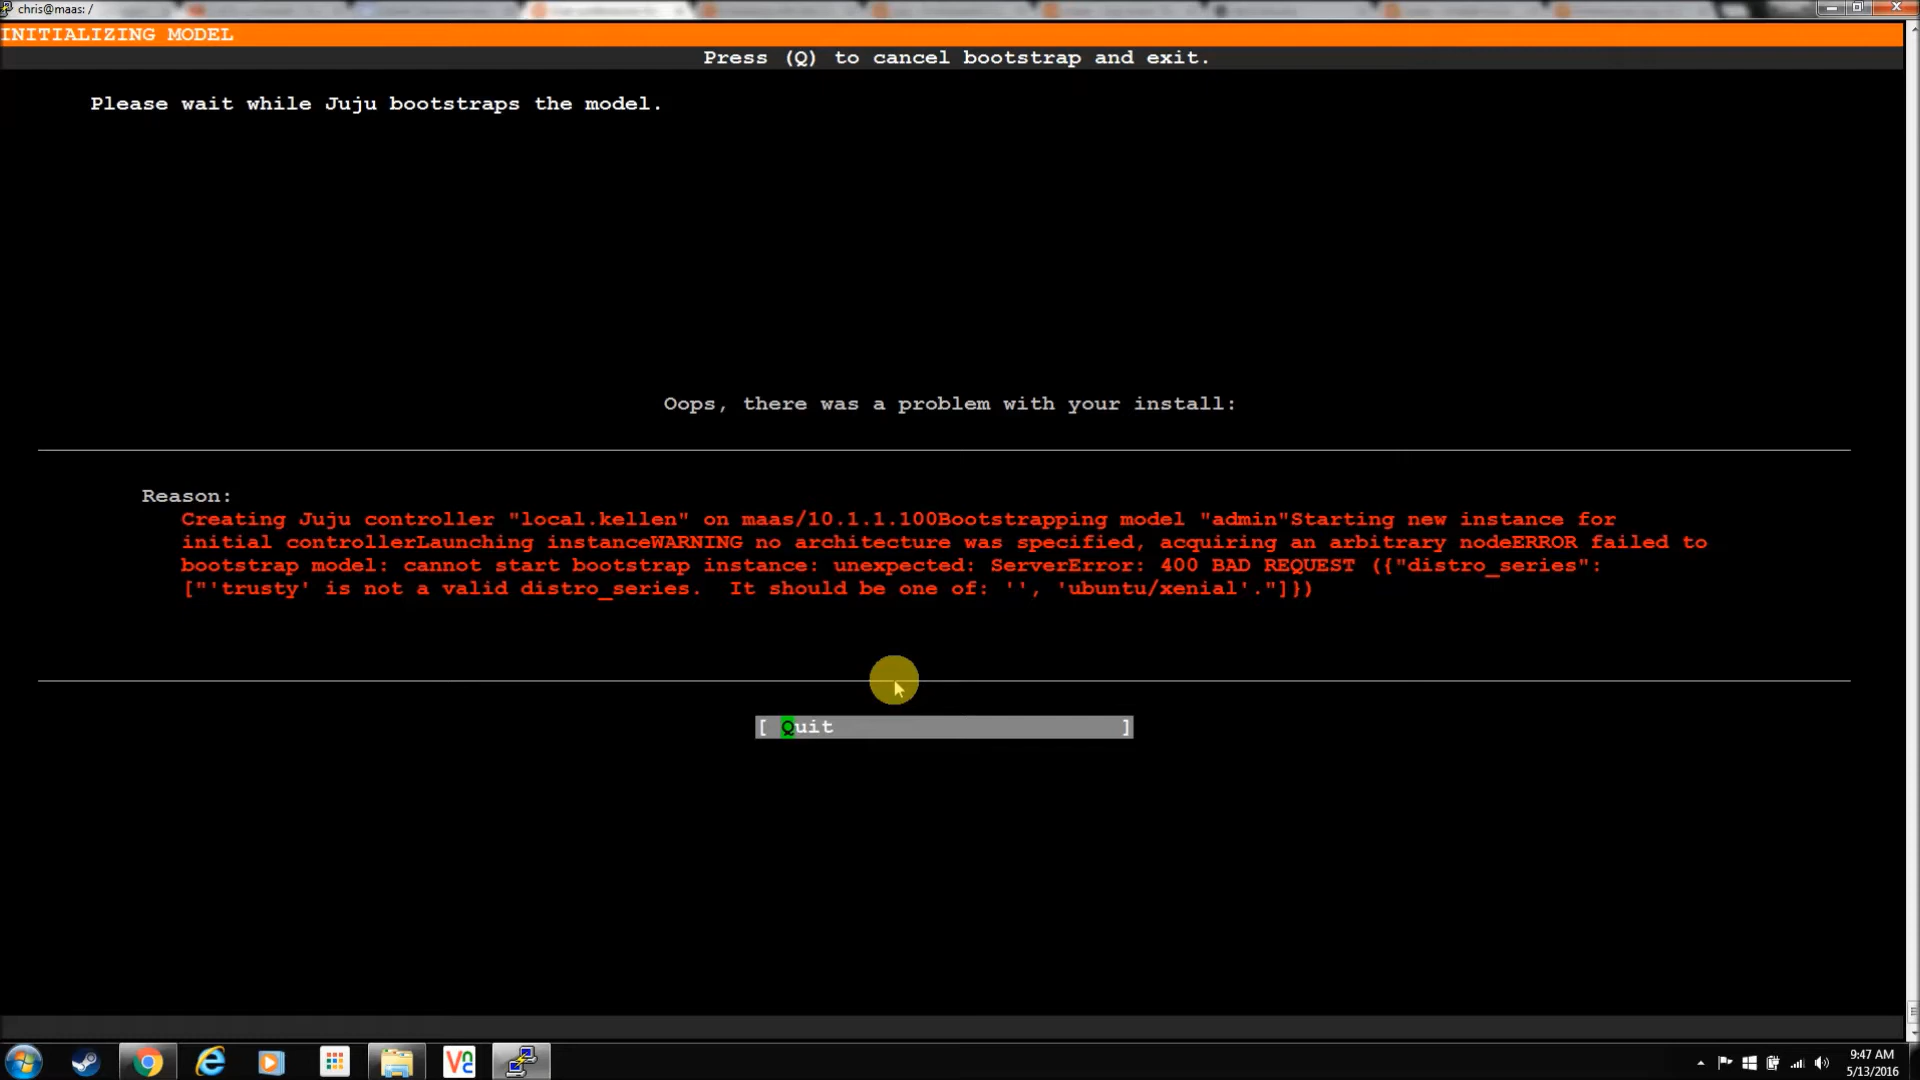 chris@maas: /
INITIALIZING MODEL
Press (Q) to cancel bootstrap and exit.
Please wait while Juju bootstraps the model.
Oops, there was a problem with your install:
Reason:
Creating Juju controller "local.kellen" on maas/10.1.1.100Bootstrapping model "admin"Starting new instance for
initial controllerLaunching instanceWARNING no architecture was specified, acquiring an arbitrary nodeERROR failed to
bootstrap model: cannot start bootstrap instance: unexpected: ServerError: 400 BAD REQUEST ({"distro_series":
["'trusty' is not a valid distro_series.  It should be one of: '', 'ubuntu/xenial'."]})
[ Quit ]
9:47 AM
5/13/2016